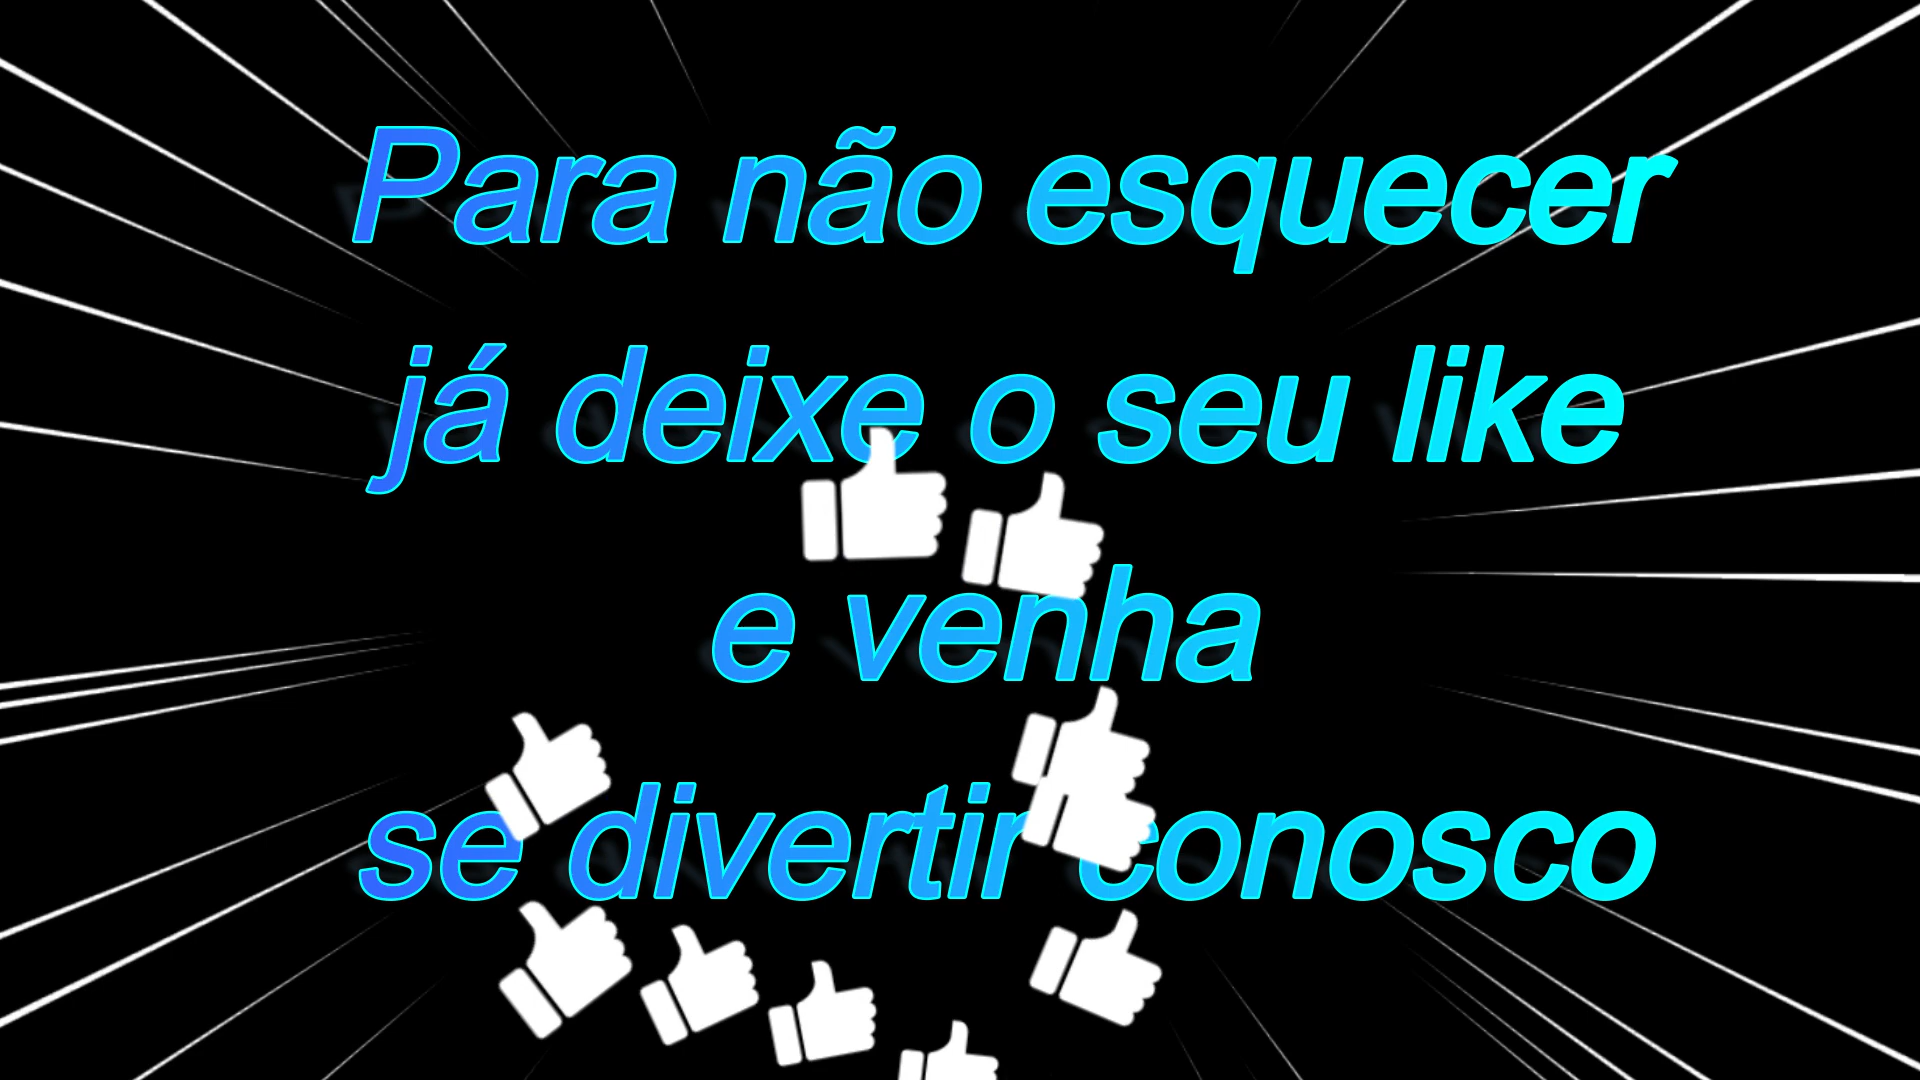 Para não esquecer
já deixe o seu like
e venha
se divertir conosco